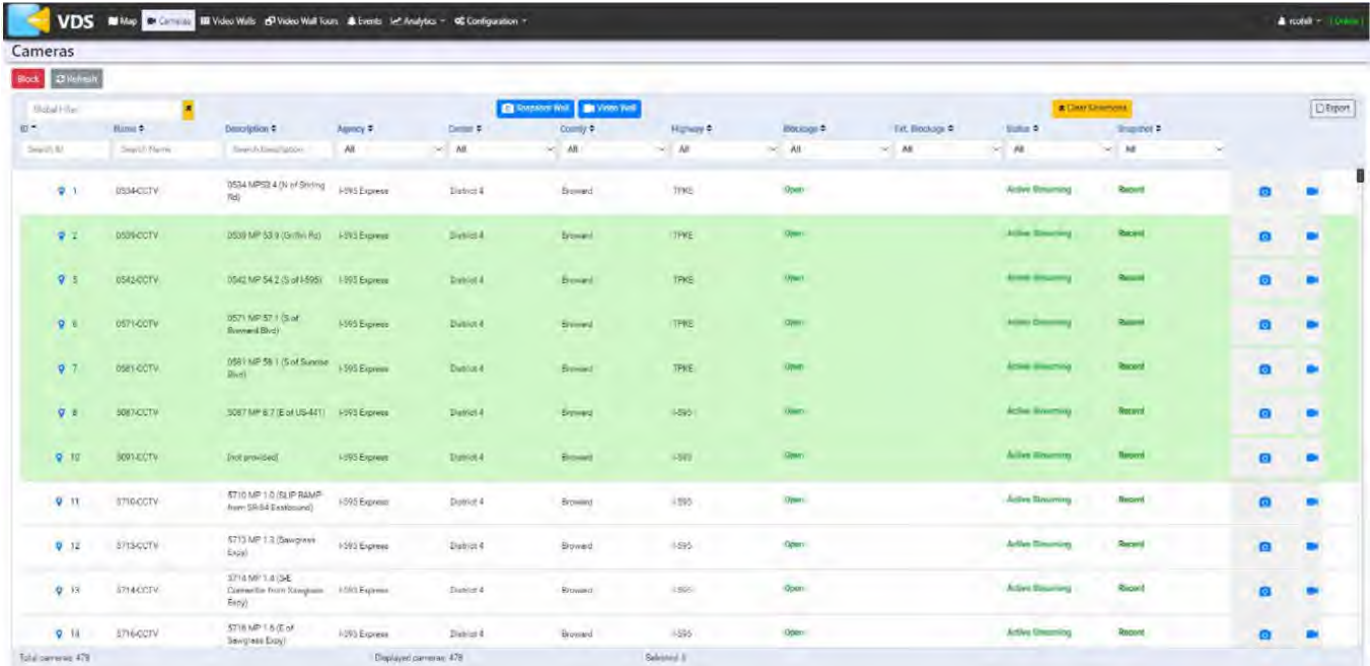 VDS Map Cameras Video Walls Video Wall Tours Events Analytics Configuration rcohill
Cameras
Block Refresh
Global Filter Snapshot Wall Video Wall Clear Selections Export
ID Name Description Agency Center County Highway Blockage Ext. Blockage Status Snapshot
Search ID Search Name Search Description All All All All All All All All
1 0534-CCTV 0534 MP53.4 (N of Stirling I-595 Express District 4 Broward TPKE Open Active Streaming Record
Rd)
2 0539-CCTV 0539 MP 53.9 (Griffin Rd) I-595 Express District 4 Broward TPKE Open Active Streaming Record
5 0542-CCTV 0542 MP 54.2 (S of I-595) I-595 Express District 4 Broward TPKE Open Active Streaming Record
6 0571-CCTV 0571 MP 57.1 (S of I-595 Express District 4 Broward TPKE Open Active Streaming Record
Broward Blvd)
7 0581-CCTV 0581 MP 58.1 (S of Sunrise I-595 Express District 4 Broward TPKE Open Active Streaming Record
Blvd)
8 5087-CCTV 5087 MP 8.7 (E of US-441) I-595 Express District 4 Broward I-595 Open Active Streaming Record
10 5091-CCTV [not provided] I-595 Express District 4 Broward I-595 Open Active Streaming Record
11 5710-CCTV 5710 MP 1.0 (SLIP RAMP I-595 Express District 4 Broward I-595 Open Active Streaming Record
from SR-84 Eastbound)
12 5713-CCTV 5713 MP 1.3 (Sawgrass I-595 Express District 4 Broward I-595 Open Active Streaming Record
Expy)
13 5714-CCTV 5714 MP 1.4 (S-E I-595 Express District 4 Broward I-595 Open Active Streaming Record
Connector from Sawgrass
Expy)
14 5716-CCTV 5716 MP 1.6 (E of I-595 Express District 4 Broward I-595 Open Active Streaming Record
Sawgrass Expy)
Total cameras: 478 Displayed cameras: 478 Selected: